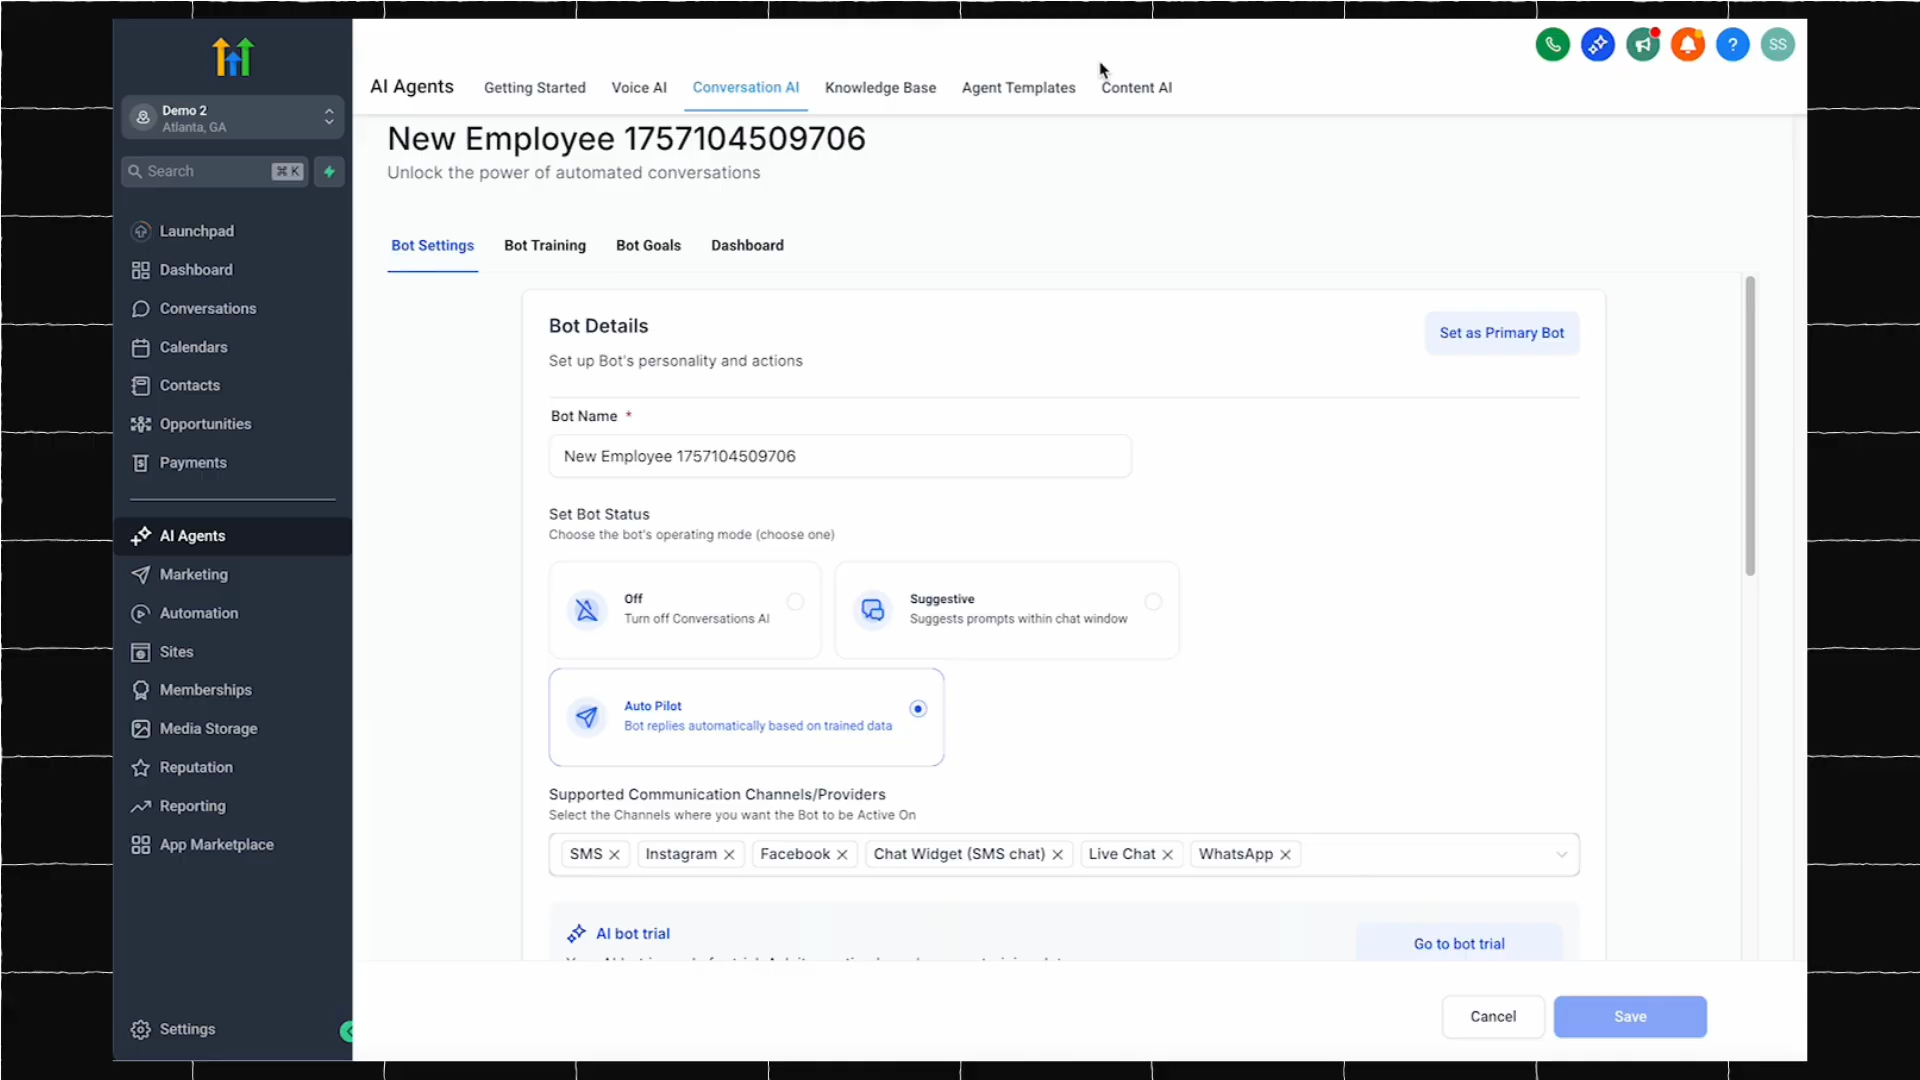 Demo 2
Atlanta, GA
Search
⌘ K
Launchpad
Dashboard
Conversations
Calendars
Contacts
Opportunities
Payments
AI Agents
Marketing
Automation
Sites
Memberships
Media Storage
Reputation
Reporting
App Marketplace
Settings
AI Agents Getting Started Voice AI Conversation AI Knowledge Base Agent Templates Content AI
? SS
New Employee 1757104509706
Unlock the power of automated conversations
Bot Settings Bot Training Bot Goals Dashboard
Bot Details
Set as Primary Bot
Set up Bot's personality and actions
Bot Name *
New Employee 1757104509706
Set Bot Status
Choose the bot's operating mode (choose one)
Off
Turn off Conversations AI
Suggestive
Suggests prompts within chat window
Auto Pilot
Bot replies automatically based on trained data
Supported Communication Channels/Providers
Select the Channels where you want the Bot to be Active On
SMS Instagram Facebook Chat Widget (SMS chat) Live Chat WhatsApp
AI bot trial
Go to bot trial
Cancel Save